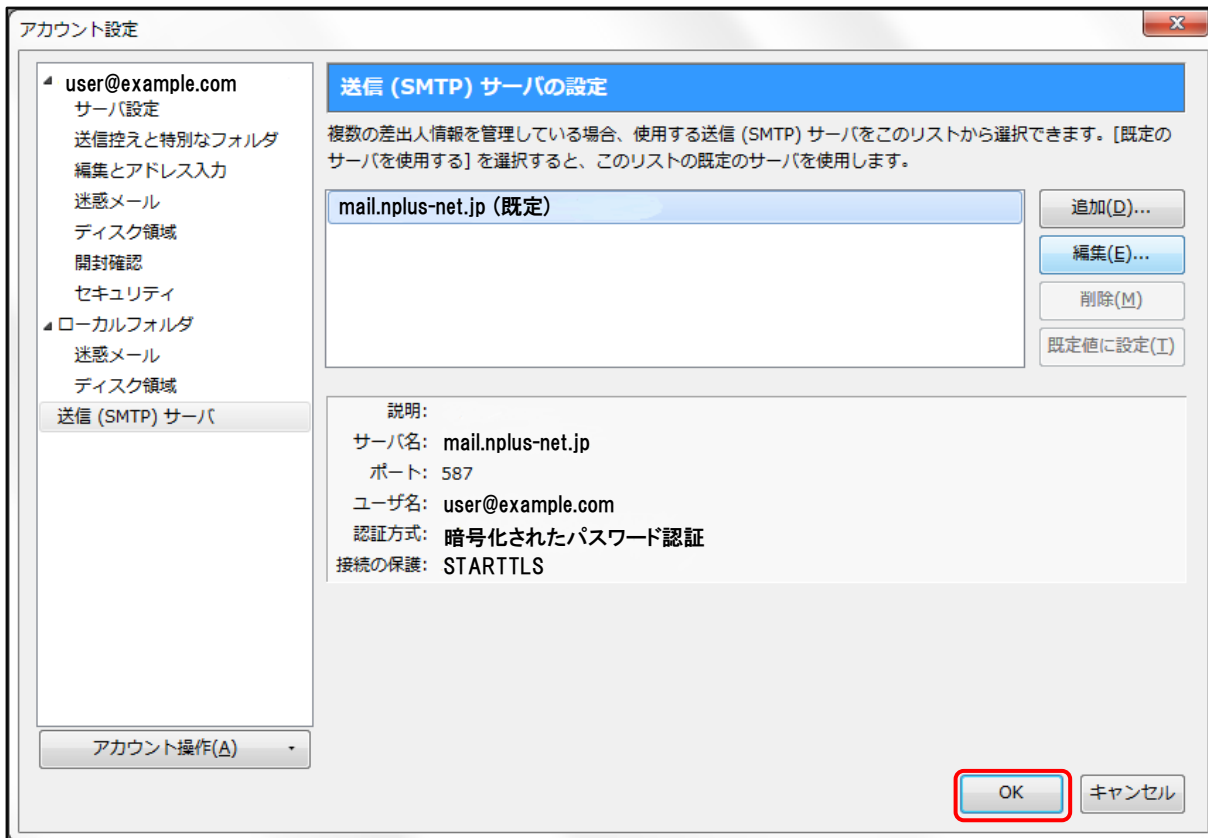 アカウント設定
user@example.com
サーバ設定
送信控えと特別なフォルダ
編集とアドレス入力
迷惑メール
ディスク領域
開封確認
セキュリティ
ローカルフォルダ
迷惑メール
ディスク領域
送信 (SMTP) サーバ
アカウント操作(A)
送信 (SMTP) サーバの設定
複数の差出人情報を管理している場合、使用する送信 (SMTP) サーバをこのリストから選択できます。[既定の
サーバを使用する] を選択すると、このリストの既定のサーバを使用します。
mail.nplus-net.jp (既定)
追加(D)...
編集(E)...
削除(M)
既定値に設定(T)
説明:
サーバ名: mail.nplus-net.jp
ポート: 587
ユーザ名: user@example.com
認証方式: 暗号化されたパスワード認証
接続の保護: STARTTLS
OK
キャンセル